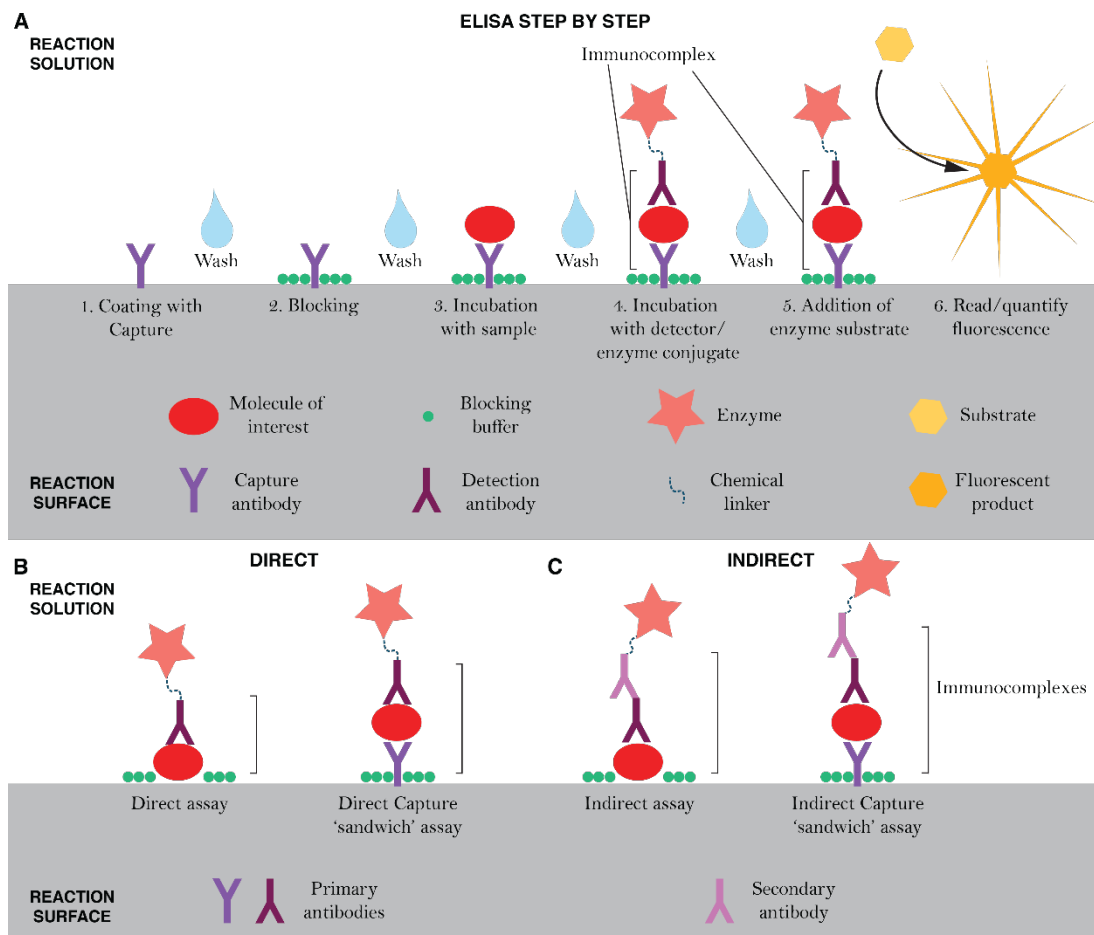 A
ELISA STEP BY STEP
REACTION
SOLUTION
Immunocomplex
Wash
Wash
Wash
Wash
1. Coating with
Capture
2. Blocking
3. Incubation
with sample
4. Incubation
with detector/
enzyme conjugate
5. Addition of
enzyme substrate
6. Read/quantify
fluorescence
Molecule of
interest
Blocking
buffer
Enzyme
Substrate
REACTION
SURFACE
Capture
antibody
Detection
antibody
Chemical
linker
Fluorescent
product
B
DIRECT
REACTION
SOLUTION
C
INDIRECT
Immunocomplexes
Direct assay
Direct Capture
‘sandwich’ assay
Indirect assay
Indirect Capture
‘sandwich’ assay
REACTION
SURFACE
Primary
antibodies
Secondary
antibody